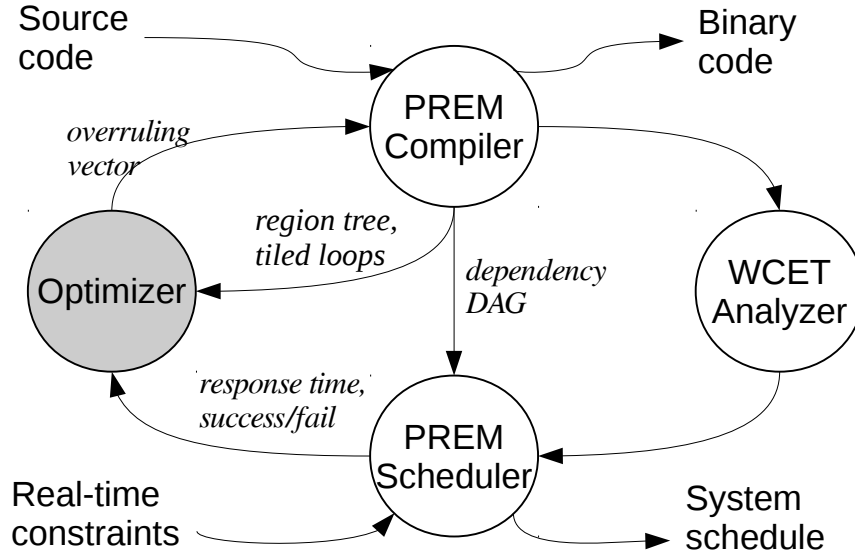 Source
code
Binary
code
PREM
Compiler
overruling
vector
region tree,
tiled loops
dependency
DAG
Optimizer
WCET
Analyzer
response time,
success/fail
PREM
Scheduler
Real-time
constraints
System
schedule